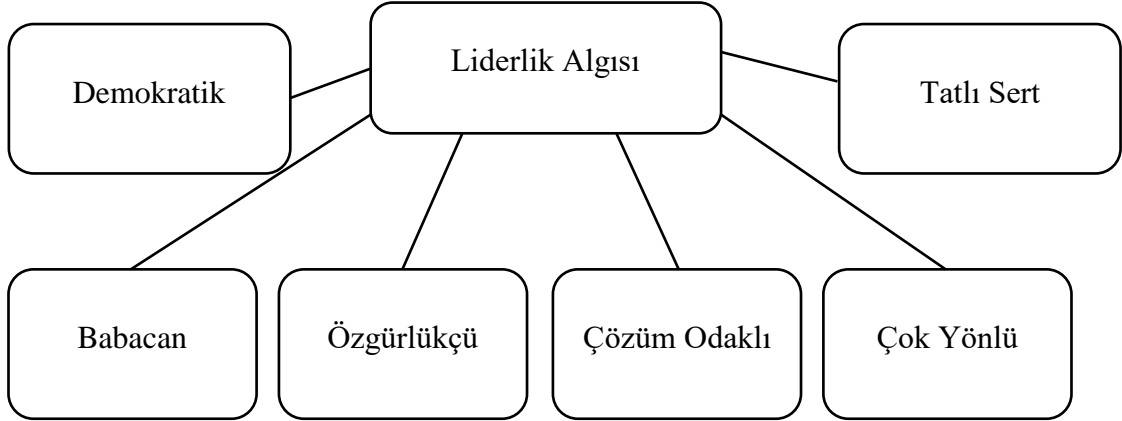 Liderlik Algısı
Demokratik
Tatlı Sert
Babacan
Özgürlükçü
Çözüm Odaklı
Çok Yönlü